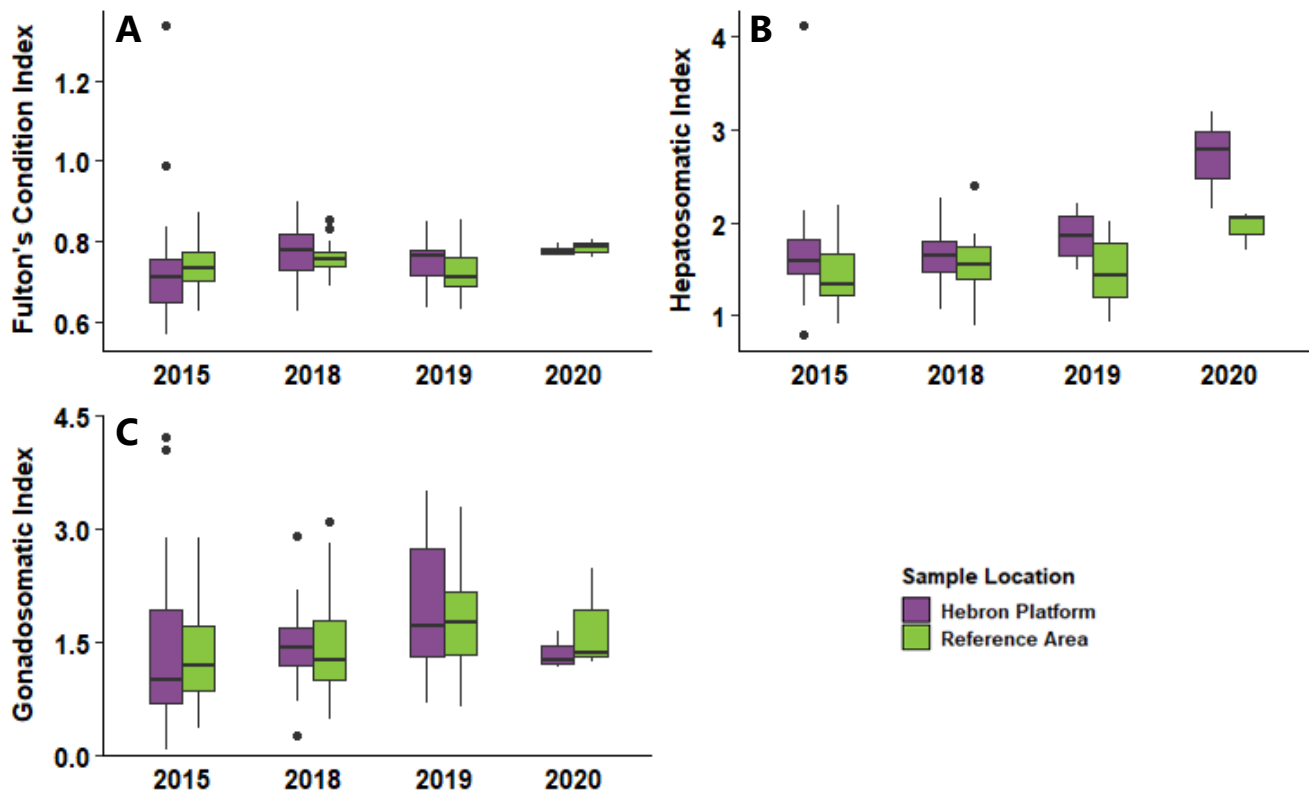 A
Fulton's Condition Index
1.2
1.0
0.8
0.6
2015 2018 2019 2020
B
Hepatosomatic Index
4
3
2
1
2015 2018 2019 2020
C
Gonadosomatic Index
4.5
3.0
1.5
0.0
2015 2018 2019 2020
Sample Location
Hebron Platform
Reference Area